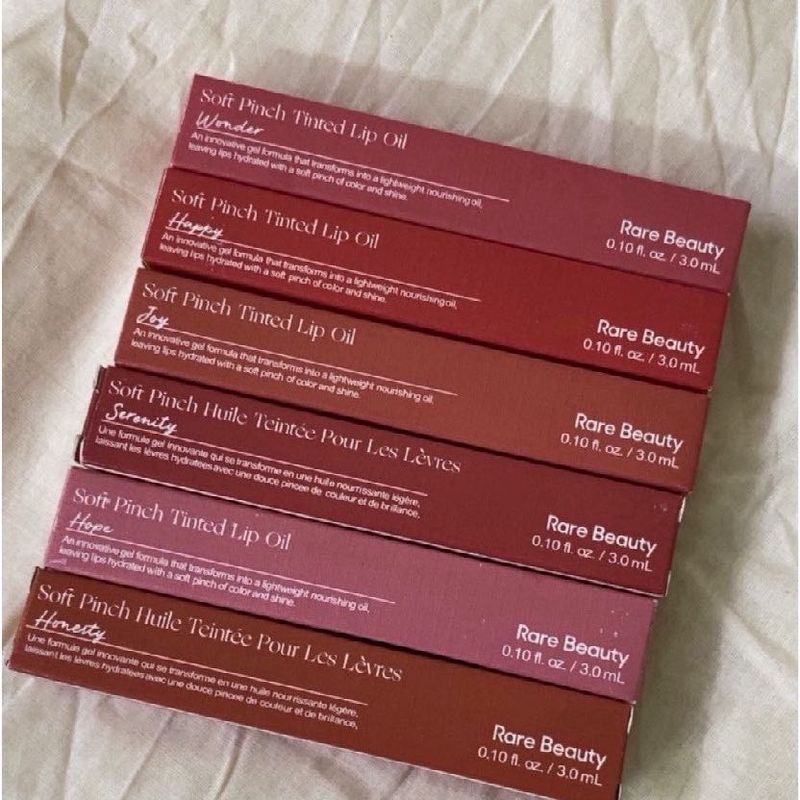 Soft Pinch Tinted Lip Oil
Wonder
An innovative gel formula that transforms into a lightweight nourishing oil,
leaving lips hydrated with a soft pinch of color and shine.
Rare Beauty
0.10 fl. oz. / 3.0 mL
Soft Pinch Tinted Lip Oil
Happy
An innovative gel formula that transforms into a lightweight nourishing oil,
leaving lips hydrated with a soft pinch of color and shine.
Rare Beauty
0.10 fl. oz. / 3.0 mL
Soft Pinch Tinted Lip Oil
Joy
An innovative gel formula that transforms into a lightweight nourishing oil,
leaving lips hydrated with a soft pinch of color and shine.
Rare Beauty
0.10 fl. oz. / 3.0 mL
Soft Pinch Huile Teintée Pour Les Lèvres
Serenity
Une formule gel innovante qui se transforme en une huile nourrissante légère,
laissant les lèvres hydratées avec une douce pincée de couleur et de brillance,
Rare Beauty
0.10 fl. oz. / 3.0 mL
Soft Pinch Tinted Lip Oil
Hope
An innovative gel formula that transforms into a lightweight nourishing oil,
leaving lips hydrated with a soft pinch of color and shine.
Rare Beauty
0.10 fl. oz. / 3.0 mL
Soft Pinch Huile Teintée Pour Les Lèvres
Honesty
Une formule gel innovante qui se transforme en une huile nourrissante légère,
laissant les lèvres hydratées avec une douce pincée de couleur et de brillance,
Rare Beauty
0.10 fl. oz. / 3.0 mL